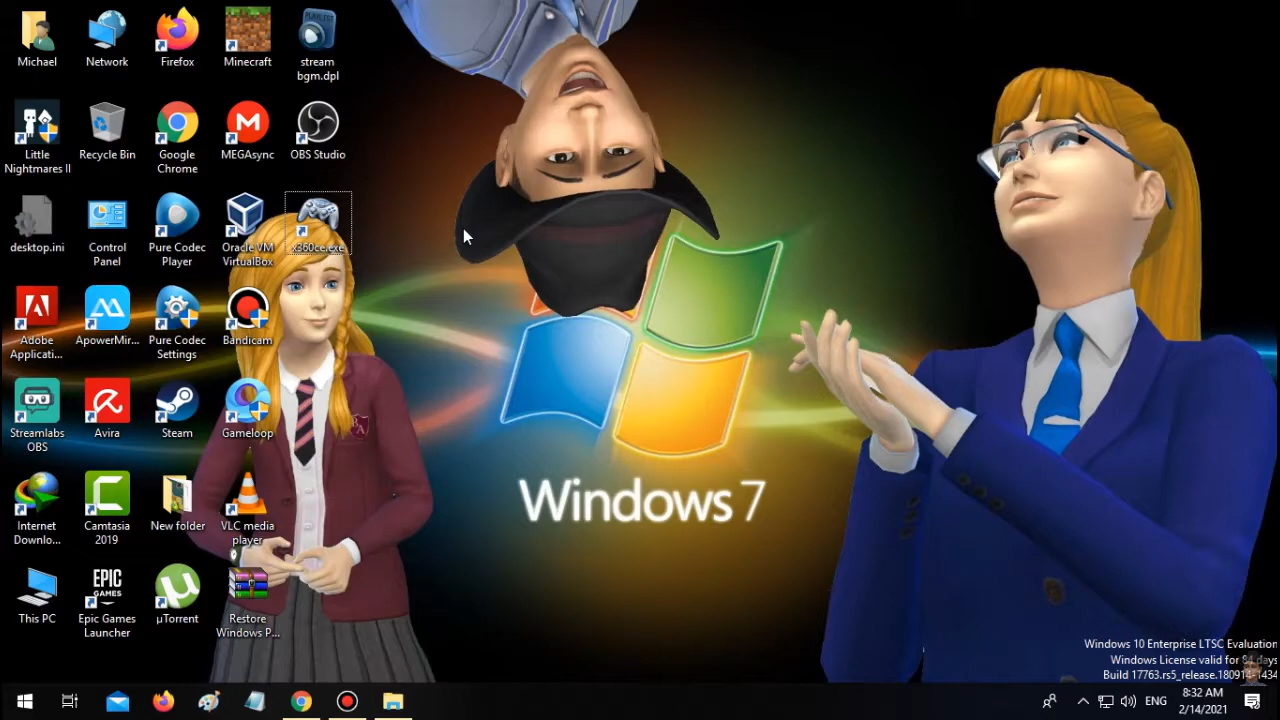 Michael
Network
Firefox
Minecraft
stream
bgm.dpl
Little
Nightmares II
Recycle Bin
Google
Chrome
MEGAsync
OBS Studio
desktop.ini
Control
Panel
Pure Codec
Player
Oracle VM
VirtualBox
x360ce.exe
Adobe
Applicati...
ApowerMir...
Pure Codec
Settings
Bandicam
Streamlabs
OBS
Avira
Steam
Gameloop
Internet
Downlo...
Camtasia
2019
New folder
VLC media
player
This PC
EPIC
GAMES
Epic Games
Launcher
µTorrent
Restore
Windows P...
PLAYLIST
Windows 7
Windows 10 Enterprise LTSC Evaluation
Windows License valid for days
Build 17763.rs5_release.180914-1434
ENG
8:32 AM
2/14/2021